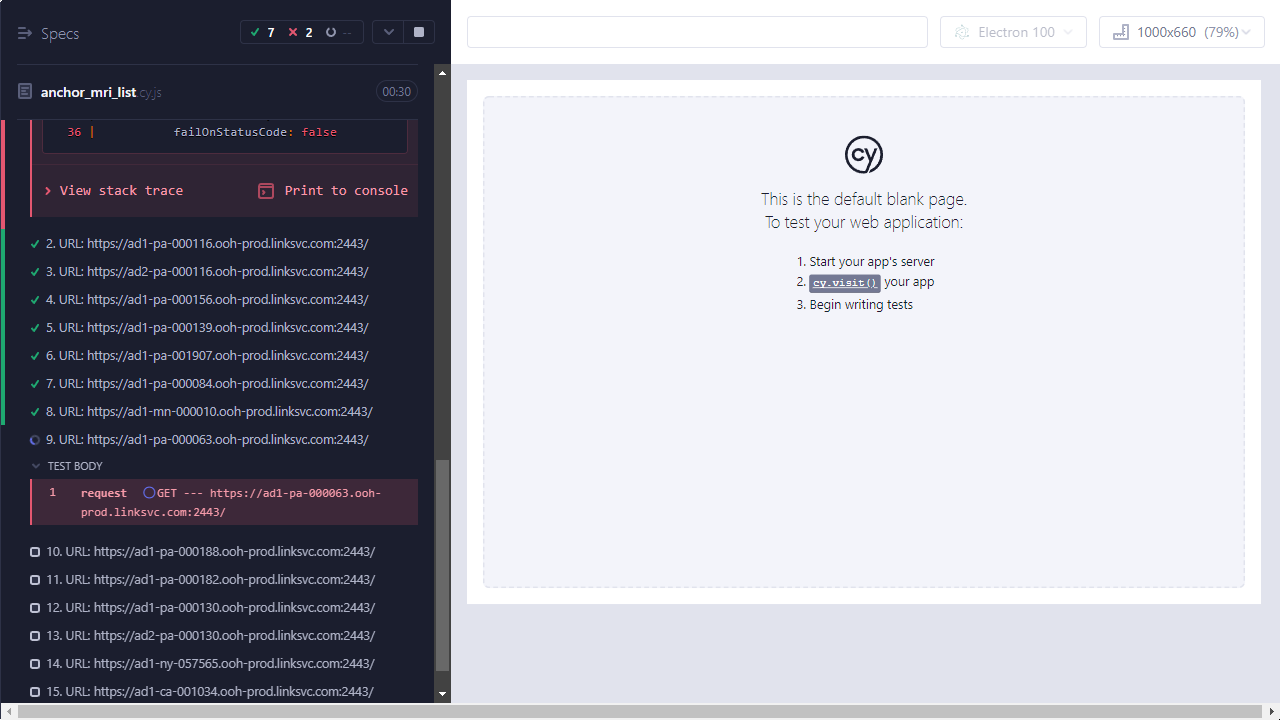 Specs
7
2
--
Electron 100
1000x660 (79%)
anchor_mri_list.cy.js
00:30
36 | failOnStatusCode: false
View stack trace
Print to console
2. URL: https://ad1-pa-000116.ooh-prod.linksvc.com:2443/
3. URL: https://ad2-pa-000116.ooh-prod.linksvc.com:2443/
4. URL: https://ad1-pa-000156.ooh-prod.linksvc.com:2443/
5. URL: https://ad1-pa-000139.ooh-prod.linksvc.com:2443/
6. URL: https://ad1-pa-001907.ooh-prod.linksvc.com:2443/
7. URL: https://ad1-pa-000084.ooh-prod.linksvc.com:2443/
8. URL: https://ad1-mn-000010.ooh-prod.linksvc.com:2443/
9. URL: https://ad1-pa-000063.ooh-prod.linksvc.com:2443/
TEST BODY
1 request GET --- https://ad1-pa-000063.ooh-
prod.linksvc.com:2443/
10. URL: https://ad1-pa-000188.ooh-prod.linksvc.com:2443/
11. URL: https://ad1-pa-000182.ooh-prod.linksvc.com:2443/
12. URL: https://ad1-pa-000130.ooh-prod.linksvc.com:2443/
13. URL: https://ad2-pa-000130.ooh-prod.linksvc.com:2443/
14. URL: https://ad1-ny-057565.ooh-prod.linksvc.com:2443/
15. URL: https://ad1-ca-001034.ooh-prod.linksvc.com:2443/
cy
This is the default blank page.
To test your web application:
1. Start your app's server
2. cy.visit() your app
3. Begin writing tests